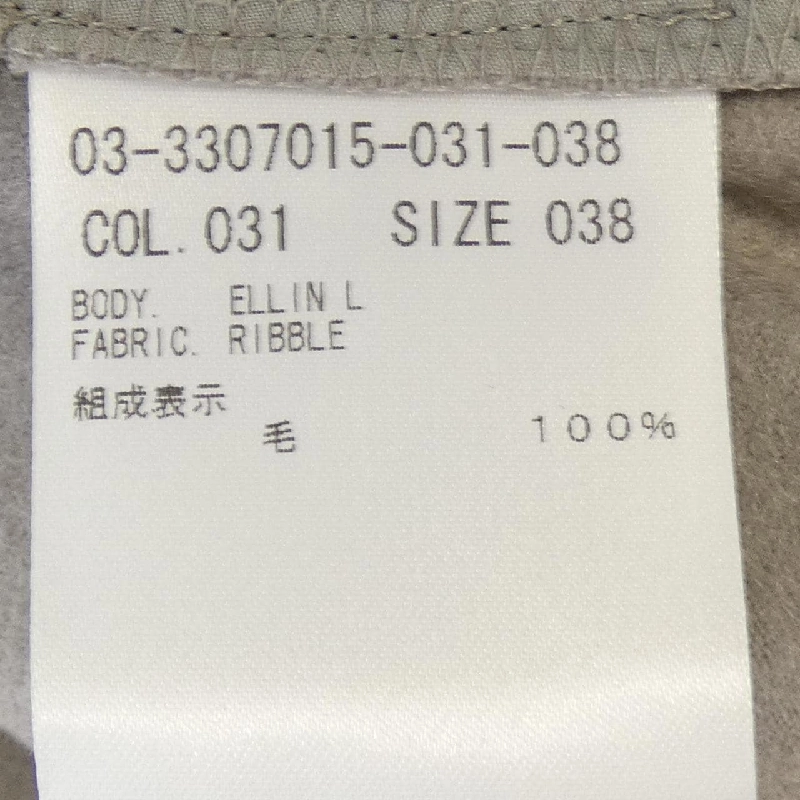 03-3307015-031-038
COL. 031 SIZE 038
BODY. ELLIN L
FABRIC. RIBBLE
組成表示
毛 100%